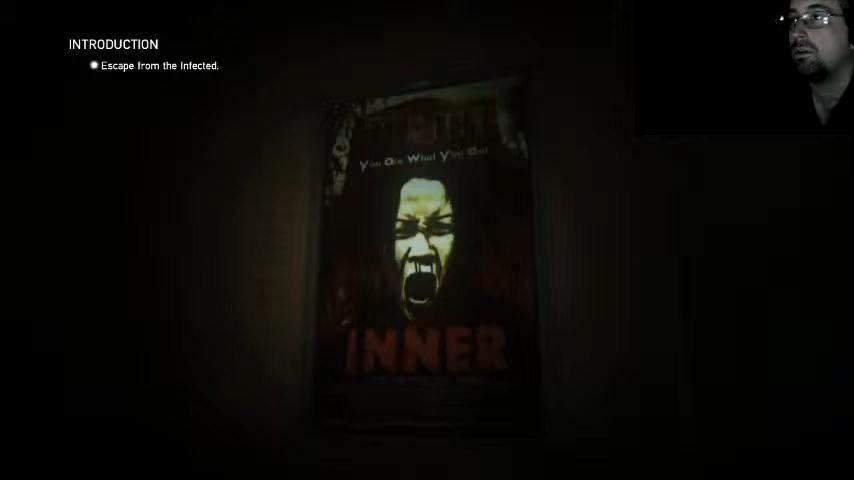 INTRODUCTION
Escape from the Infected.
You Are What You Eat
INNER